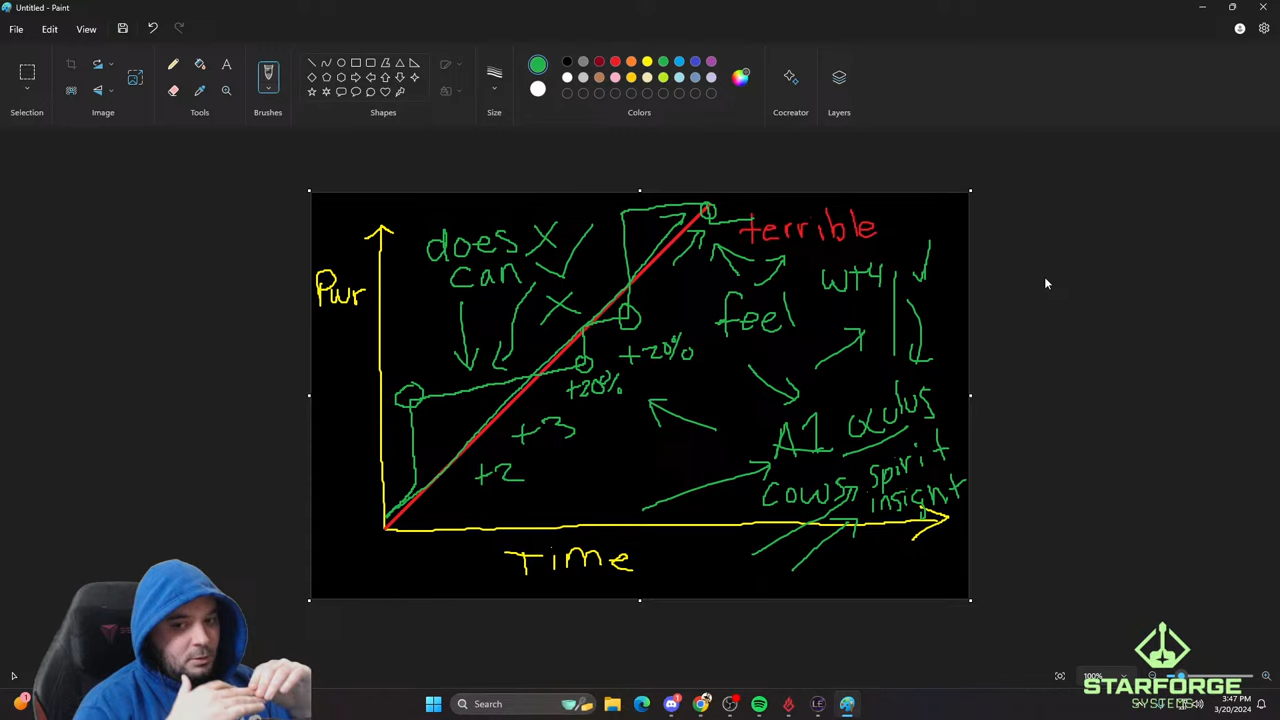 Untitled - Paint
File Edit View
Selection
Image
Tools
Brushes
Shapes
Size
Colors
Cocreator
Layers
does X
can
X
Pwr
terrible
WT4
feel
+20%
+20%
+3
+2
A1 oculus
cows spirit
insight
Time
100%
STARFORGE
SYSTEMS
Search
3:47 PM
3/20/2024